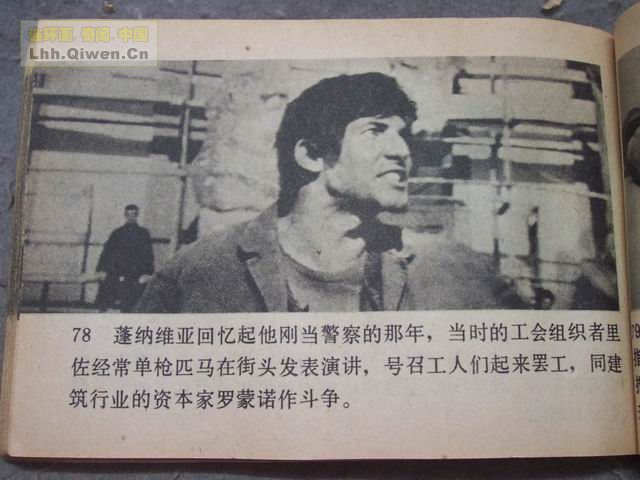 连环画.奇闻.中国
Lhh.Qiwen.Cn
78 蓬纳维亚回忆起他刚当警察的那年，当时的工会组织者里
佐经常单枪匹马在街头发表演讲，号召工人们起来罢工，同建
筑行业的资本家罗蒙诺作斗争。
79